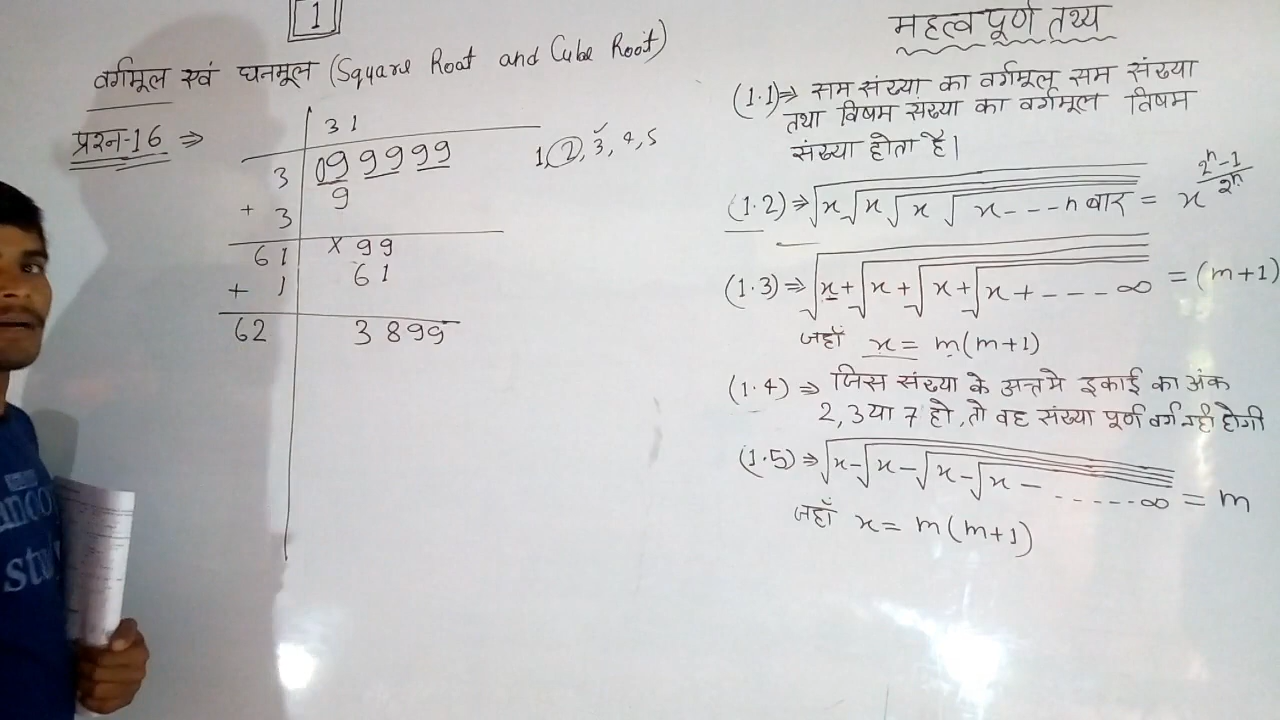 1
वर्गमूल एवं घनमूल (Square Root and Cube Root)
प्रश्न-16 ⇒
31
3 099999
1, 2, 3, 4, 5
+ 3 9
61 × 99
+ 1 61
62 3899
महत्वपूर्ण तथ्य
(1.1) ⇒ सम संख्या का वर्गमूल सम संख्या
तथा विषम संख्या का वर्गमूल विषम
संख्या होता है।
(1.2) ⇒ √x√x√x√x---n बार = x^(2^n-1)/2^n
(1.3) ⇒ √x+√x+√x+√x+----∞ = (m+1)
जहाँ x = m(m+1)
(1.4) ⇒ जिस संख्या के अन्त मे इकाई का अंक
2, 3 या 7 हो, तो वह संख्या पूर्ण वर्ग नही होगी
(1.5) ⇒ √x-√x-√x-√x-------∞ = m
जहाँ x = m(m+1)